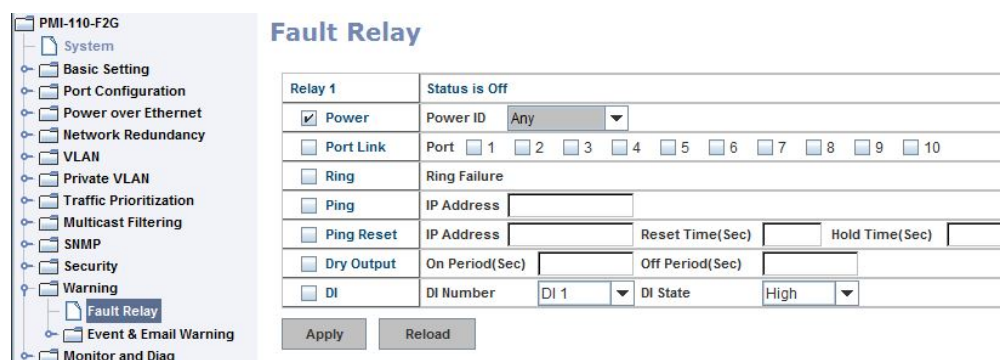 PMI-110-F2G
System
Basic Setting
Port Configuration
Power over Ethernet
Network Redundancy
VLAN
Private VLAN
Traffic Prioritization
Multicast Filtering
SNMP
Security
Warning
Fault Relay
Event & Email Warning
Monitor and Diag
Fault Relay
Relay 1 Status is Off
Power Power ID Any
Port Link Port 1 2 3 4 5 6 7 8 9 10
Ring Ring Failure
Ping IP Address
Ping Reset IP Address Reset Time(Sec) Hold Time(Sec)
Dry Output On Period(Sec) Off Period(Sec)
DI DI Number DI 1 DI State High
Apply Reload